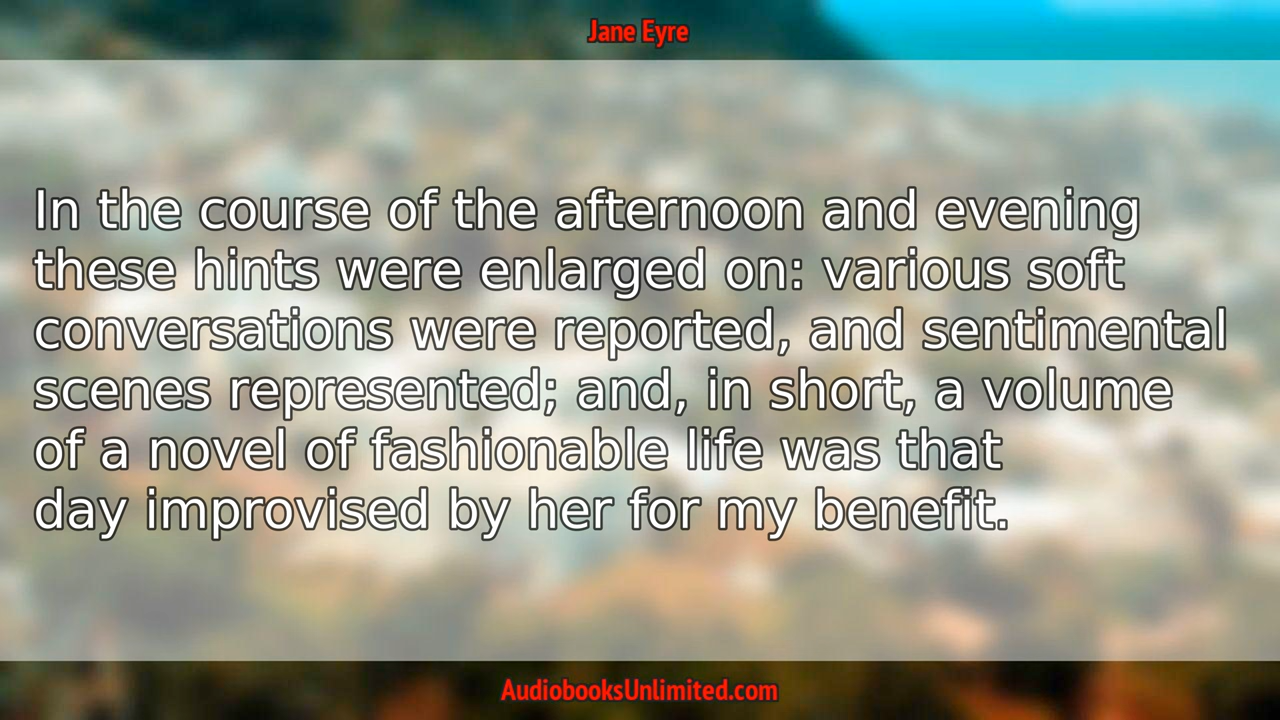 Jane Eyre
In the course of the afternoon and evening
these hints were enlarged on: various soft
conversations were reported, and sentimental
scenes represented; and, in short, a volume
of a novel of fashionable life was that
day improvised by her for my benefit.
AudiobooksUnlimited.com